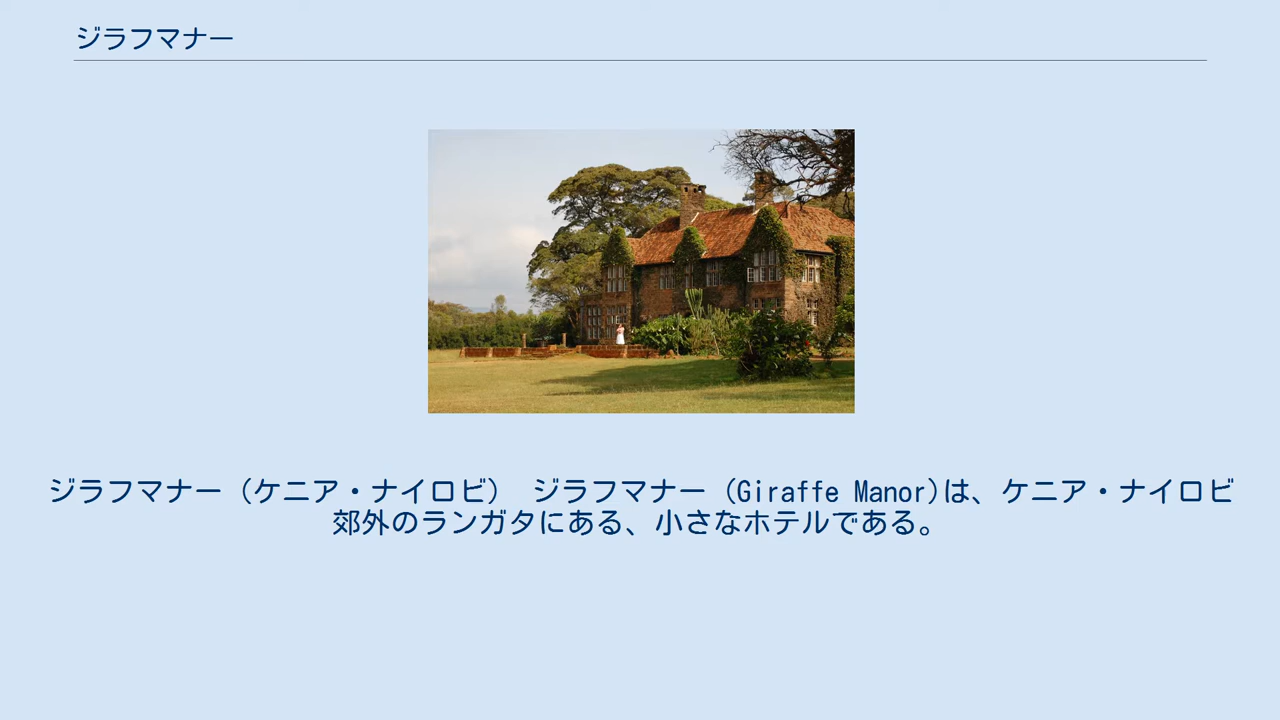 ジラフマナー
ジラフマナー（ケニア・ナイロビ）　ジラフマナー (Giraffe Manor)は、ケニア・ナイロビ
郊外のランガタにある、小さなホテルである。